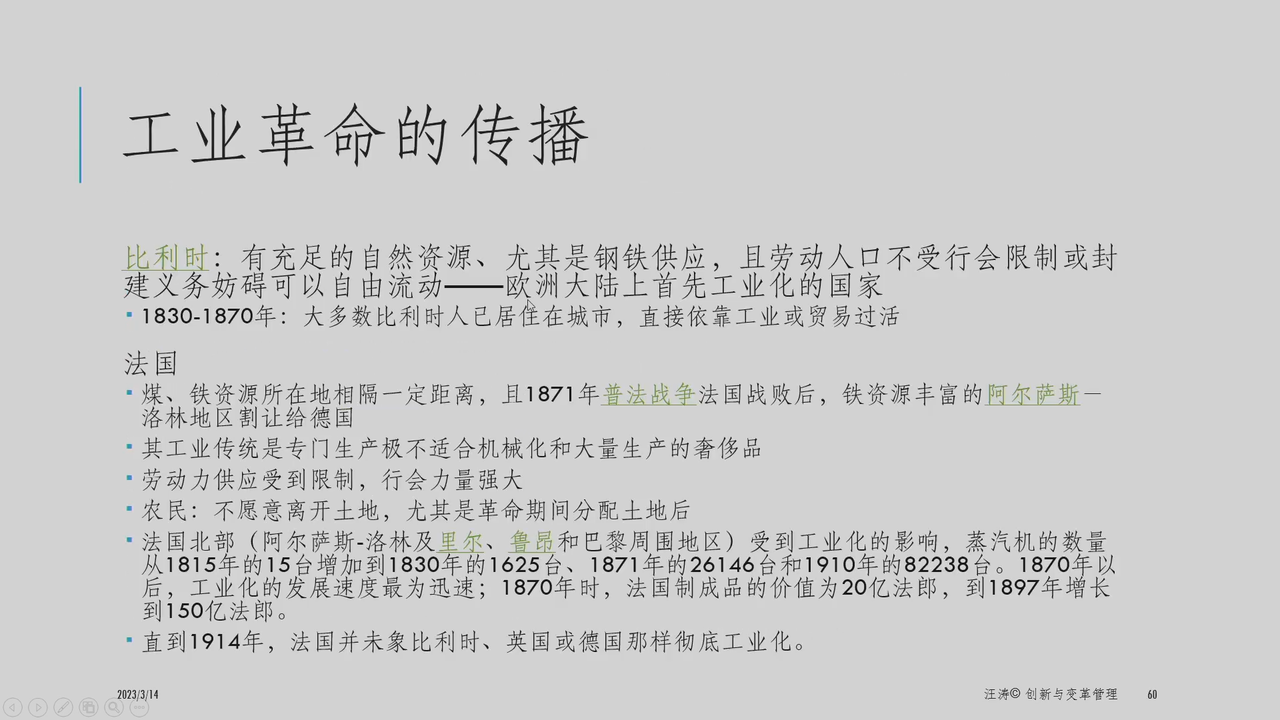 工业革命的传播
比利时：有充足的自然资源、尤其是钢铁供应，且劳动人口不受行会限制或封
建义务妨碍可以自由流动——欧洲大陆上首先工业化的国家
1830-1870年：大多数比利时人已居住在城市，直接依靠工业或贸易过活
法国
煤、铁资源所在地相隔一定距离，且1871年普法战争法国战败后，铁资源丰富的阿尔萨斯－
洛林地区割让给德国
其工业传统是专门生产极不适合机械化和大量生产的奢侈品
劳动力供应受到限制，行会力量强大
农民：不愿意离开土地，尤其是革命期间分配土地后
法国北部（阿尔萨斯-洛林及里尔、鲁昂和巴黎周围地区）受到工业化的影响，蒸汽机的数量
从1815年的15台增加到1830年的1625台、1871年的26146台和1910年的82238台。1870年以
后，工业化的发展速度最为迅速；1870年时，法国制成品的价值为20亿法郎，到1897年增长
到150亿法郎。
直到1914年，法国并未象比利时、英国或德国那样彻底工业化。
2023/3/14
汪涛© 创新与变革管理
60